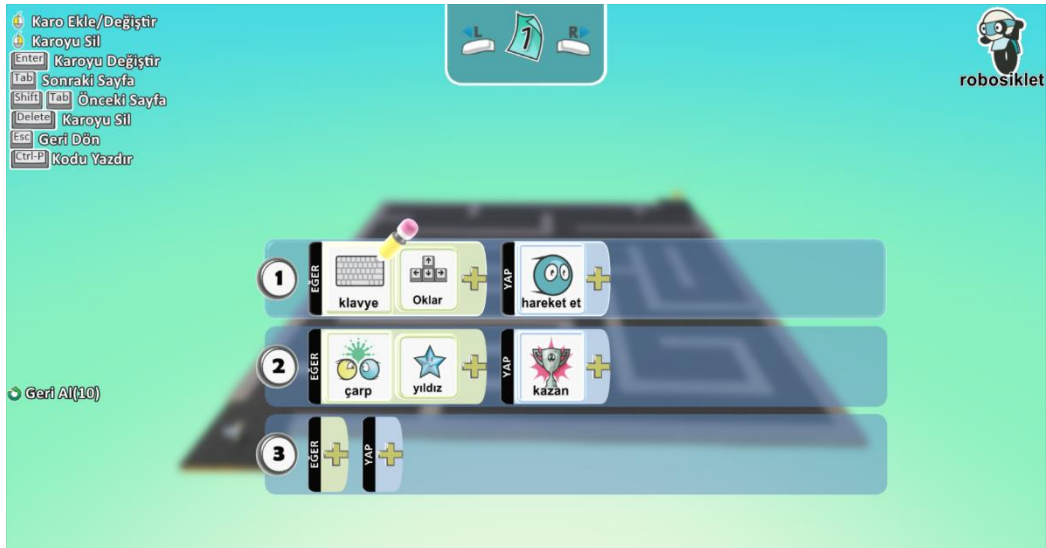 Karo Ekle/Değiştir
Karoyu Sil
Enter Karoyu Değiştir
Tab Sonraki Sayfa
Shift Tab Önceki Sayfa
Delete Karoyu Sil
Esc Geri Dön
Ctrl-P Kodu Yazdır
L 1 R
robosiklet
1 EĞER klavye Oklar YAP hareket et
2 EĞER çarp yıldız YAP kazan
Geri Al(10)
3 EĞER YAP